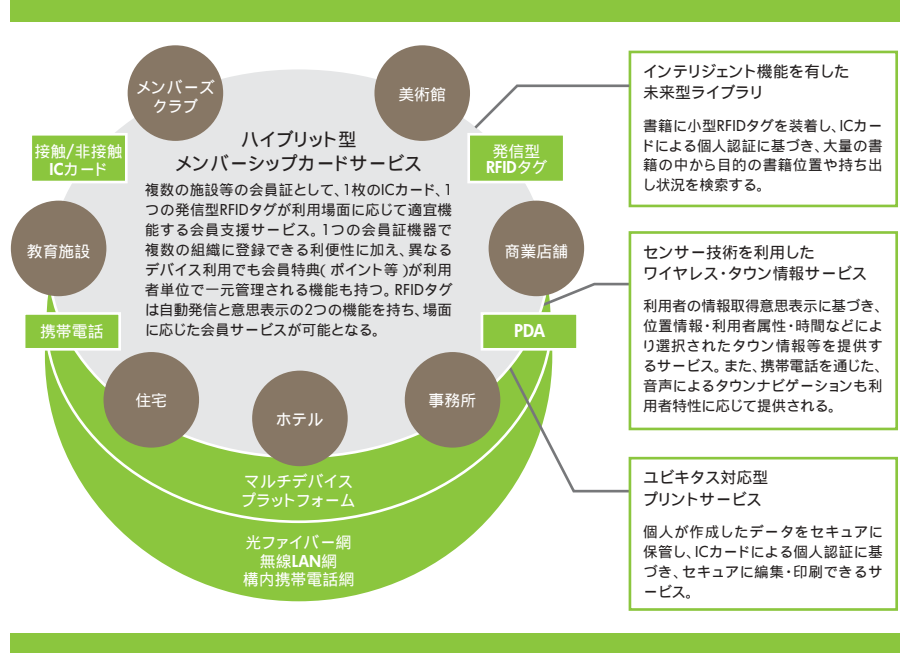 メンバーズ
クラブ
美術館
接触/非接触
ICカード
発信型
RFIDタグ
ハイブリット型
メンバーシップカードサービス
複数の施設等の会員証として、1枚のICカード、1
つの発信型RFIDタグが利用場面に応じて適宜機
能する会員支援サービス。1つの会員証機器で
複数の組織に登録できる利便性に加え、異なる
デバイス利用でも会員特典(ポイント等)が利用
者単位で一元管理される機能も持つ。RFIDタグ
は自動発信と意思表示の2つの機能を持ち、場面
に応じた会員サービスが可能となる。
教育施設
商業店舗
携帯電話
PDA
住宅
ホテル
事務所
マルチデバイス
プラットフォーム
光ファイバー網
無線LAN網
構内携帯電話網
インテリジェント機能を有した
未来型ライブラリ
書籍に小型RFIDタグを装着し、ICカー
ドによる個人認証に基づき、大量の書
籍の中から目的の書籍位置や持ち出
し状況を検索する。
センサー技術を利用した
ワイヤレス・タウン情報サービス
利用者の情報取得意思表示に基づき、
位置情報・利用者属性・時間などによ
り選択されたタウン情報等を提供す
るサービス。また、携帯電話を通じた、
音声によるタウンナビゲーションも利
用者特性に応じて提供される。
ユビキタス対応型
プリントサービス
個人が作成したデータをセキュアに
保管し、ICカードによる個人認証に基
づき、セキュアに編集・印刷できるサ
ービス。